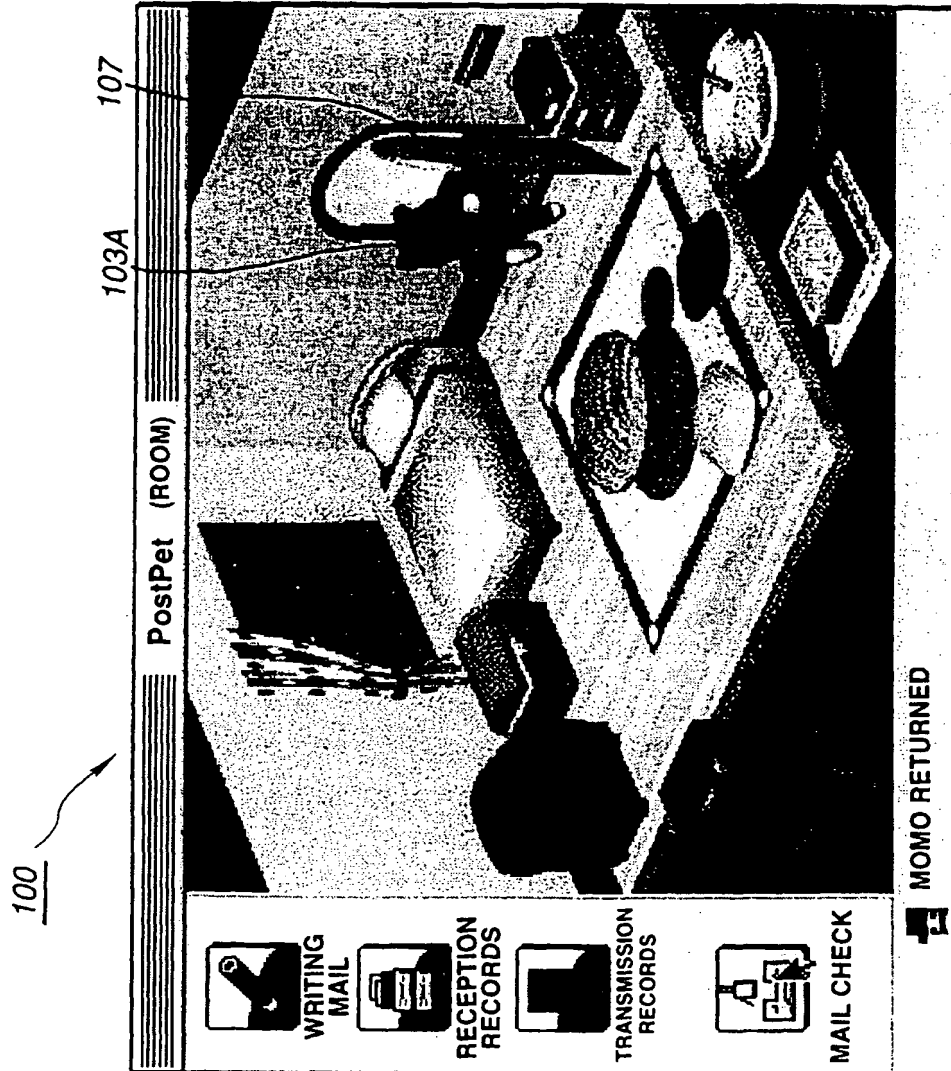 100
PostPet (ROOM)
103A
107
WRITING
MAIL
RECEPTION
RECORDS
TRANSMISSION
RECORDS
MAIL CHECK
MOMO RETURNED